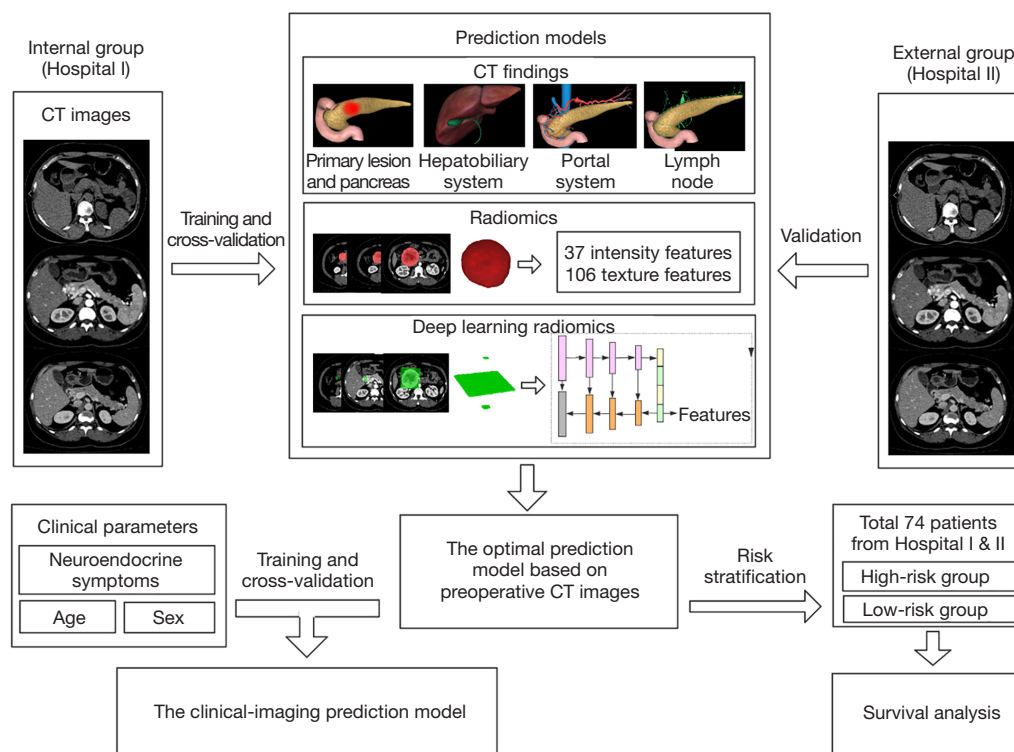 Internal group
(Hospital I)
CT images
Training and
cross-validation
Prediction models
CT findings
Primary lesion
and pancreas
Hepatobiliary
system
Portal
system
Lymph
node
Radiomics
37 intensity features
106 texture features
Deep learning radiomics
Features
External group
(Hospital II)
CT images
Validation
Clinical parameters
Neuroendocrine
symptoms
Age
Sex
Training and
cross-validation
The optimal prediction
model based on
preoperative CT images
Risk
stratification
Total 74 patients
from Hospital I & II
High-risk group
Low-risk group
The clinical-imaging prediction model
Survival analysis